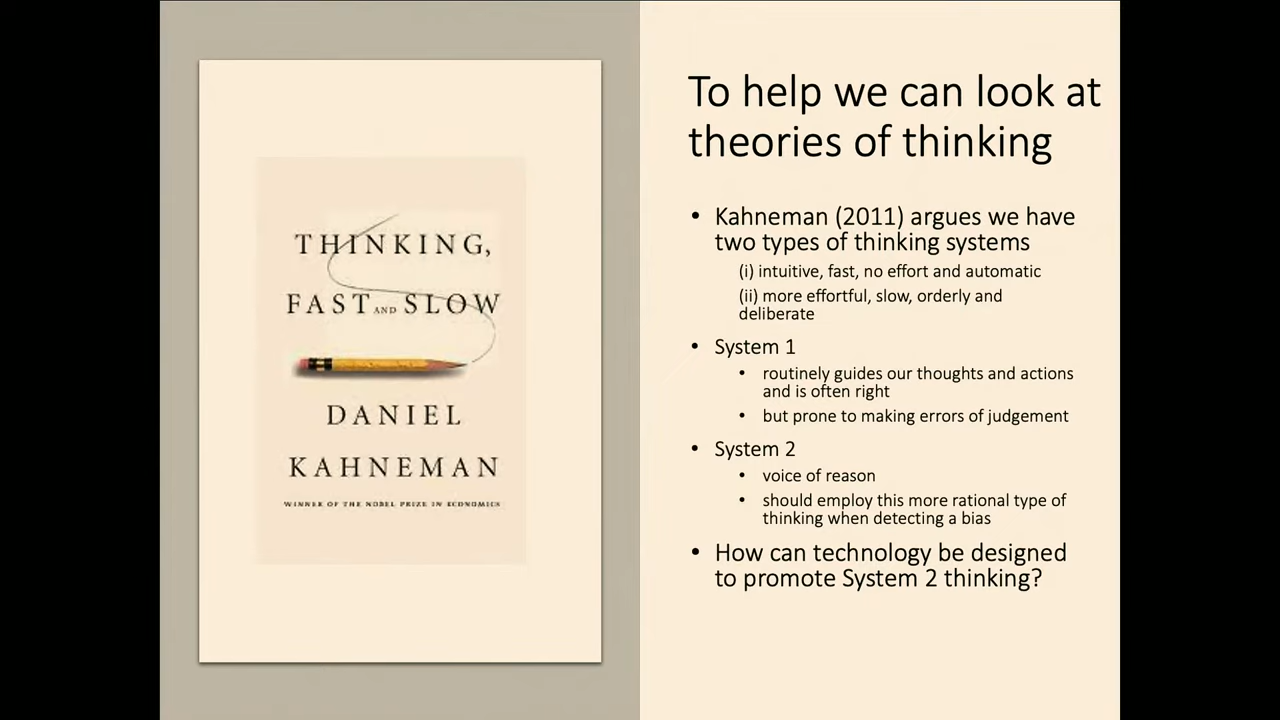 THINKING,
FAST AND SLOW
DANIEL
KAHNEMAN
WINNER OF THE NOBEL PRIZE IN ECONOMICS
To help we can look at
theories of thinking
• Kahneman (2011) argues we have
two types of thinking systems
(i) intuitive, fast, no effort and automatic
(ii) more effortful, slow, orderly and
deliberate
• System 1
• routinely guides our thoughts and actions
and is often right
• but prone to making errors of judgement
• System 2
• voice of reason
• should employ this more rational type of
thinking when detecting a bias
• How can technology be designed
to promote System 2 thinking?